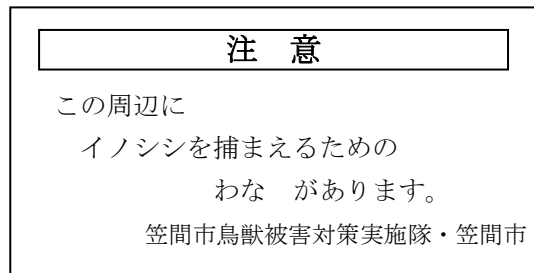 注　意
この周辺に
イノシシを捕まえるための
わな　があります。
笠間市鳥獣被害対策実施隊・笠間市